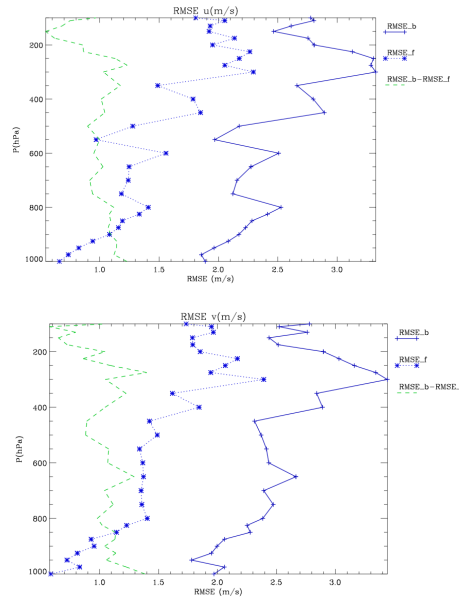 RMSE u(m/s)
RMSE_b
RMSE_f
RMSE_b-RMSE_f
200
400
600
800
1000
P(hPa)
1.0 1.5 2.0 2.5 3.0
RMSE (m/s)
RMSE v(m/s)
100
RMSE_b
RMSE_f
RMSE_b-RMSE_
200
400
600
800
1000
P(hPa)
1.0 1.5 2.0 2.5 3.0
RMSE (m/s)